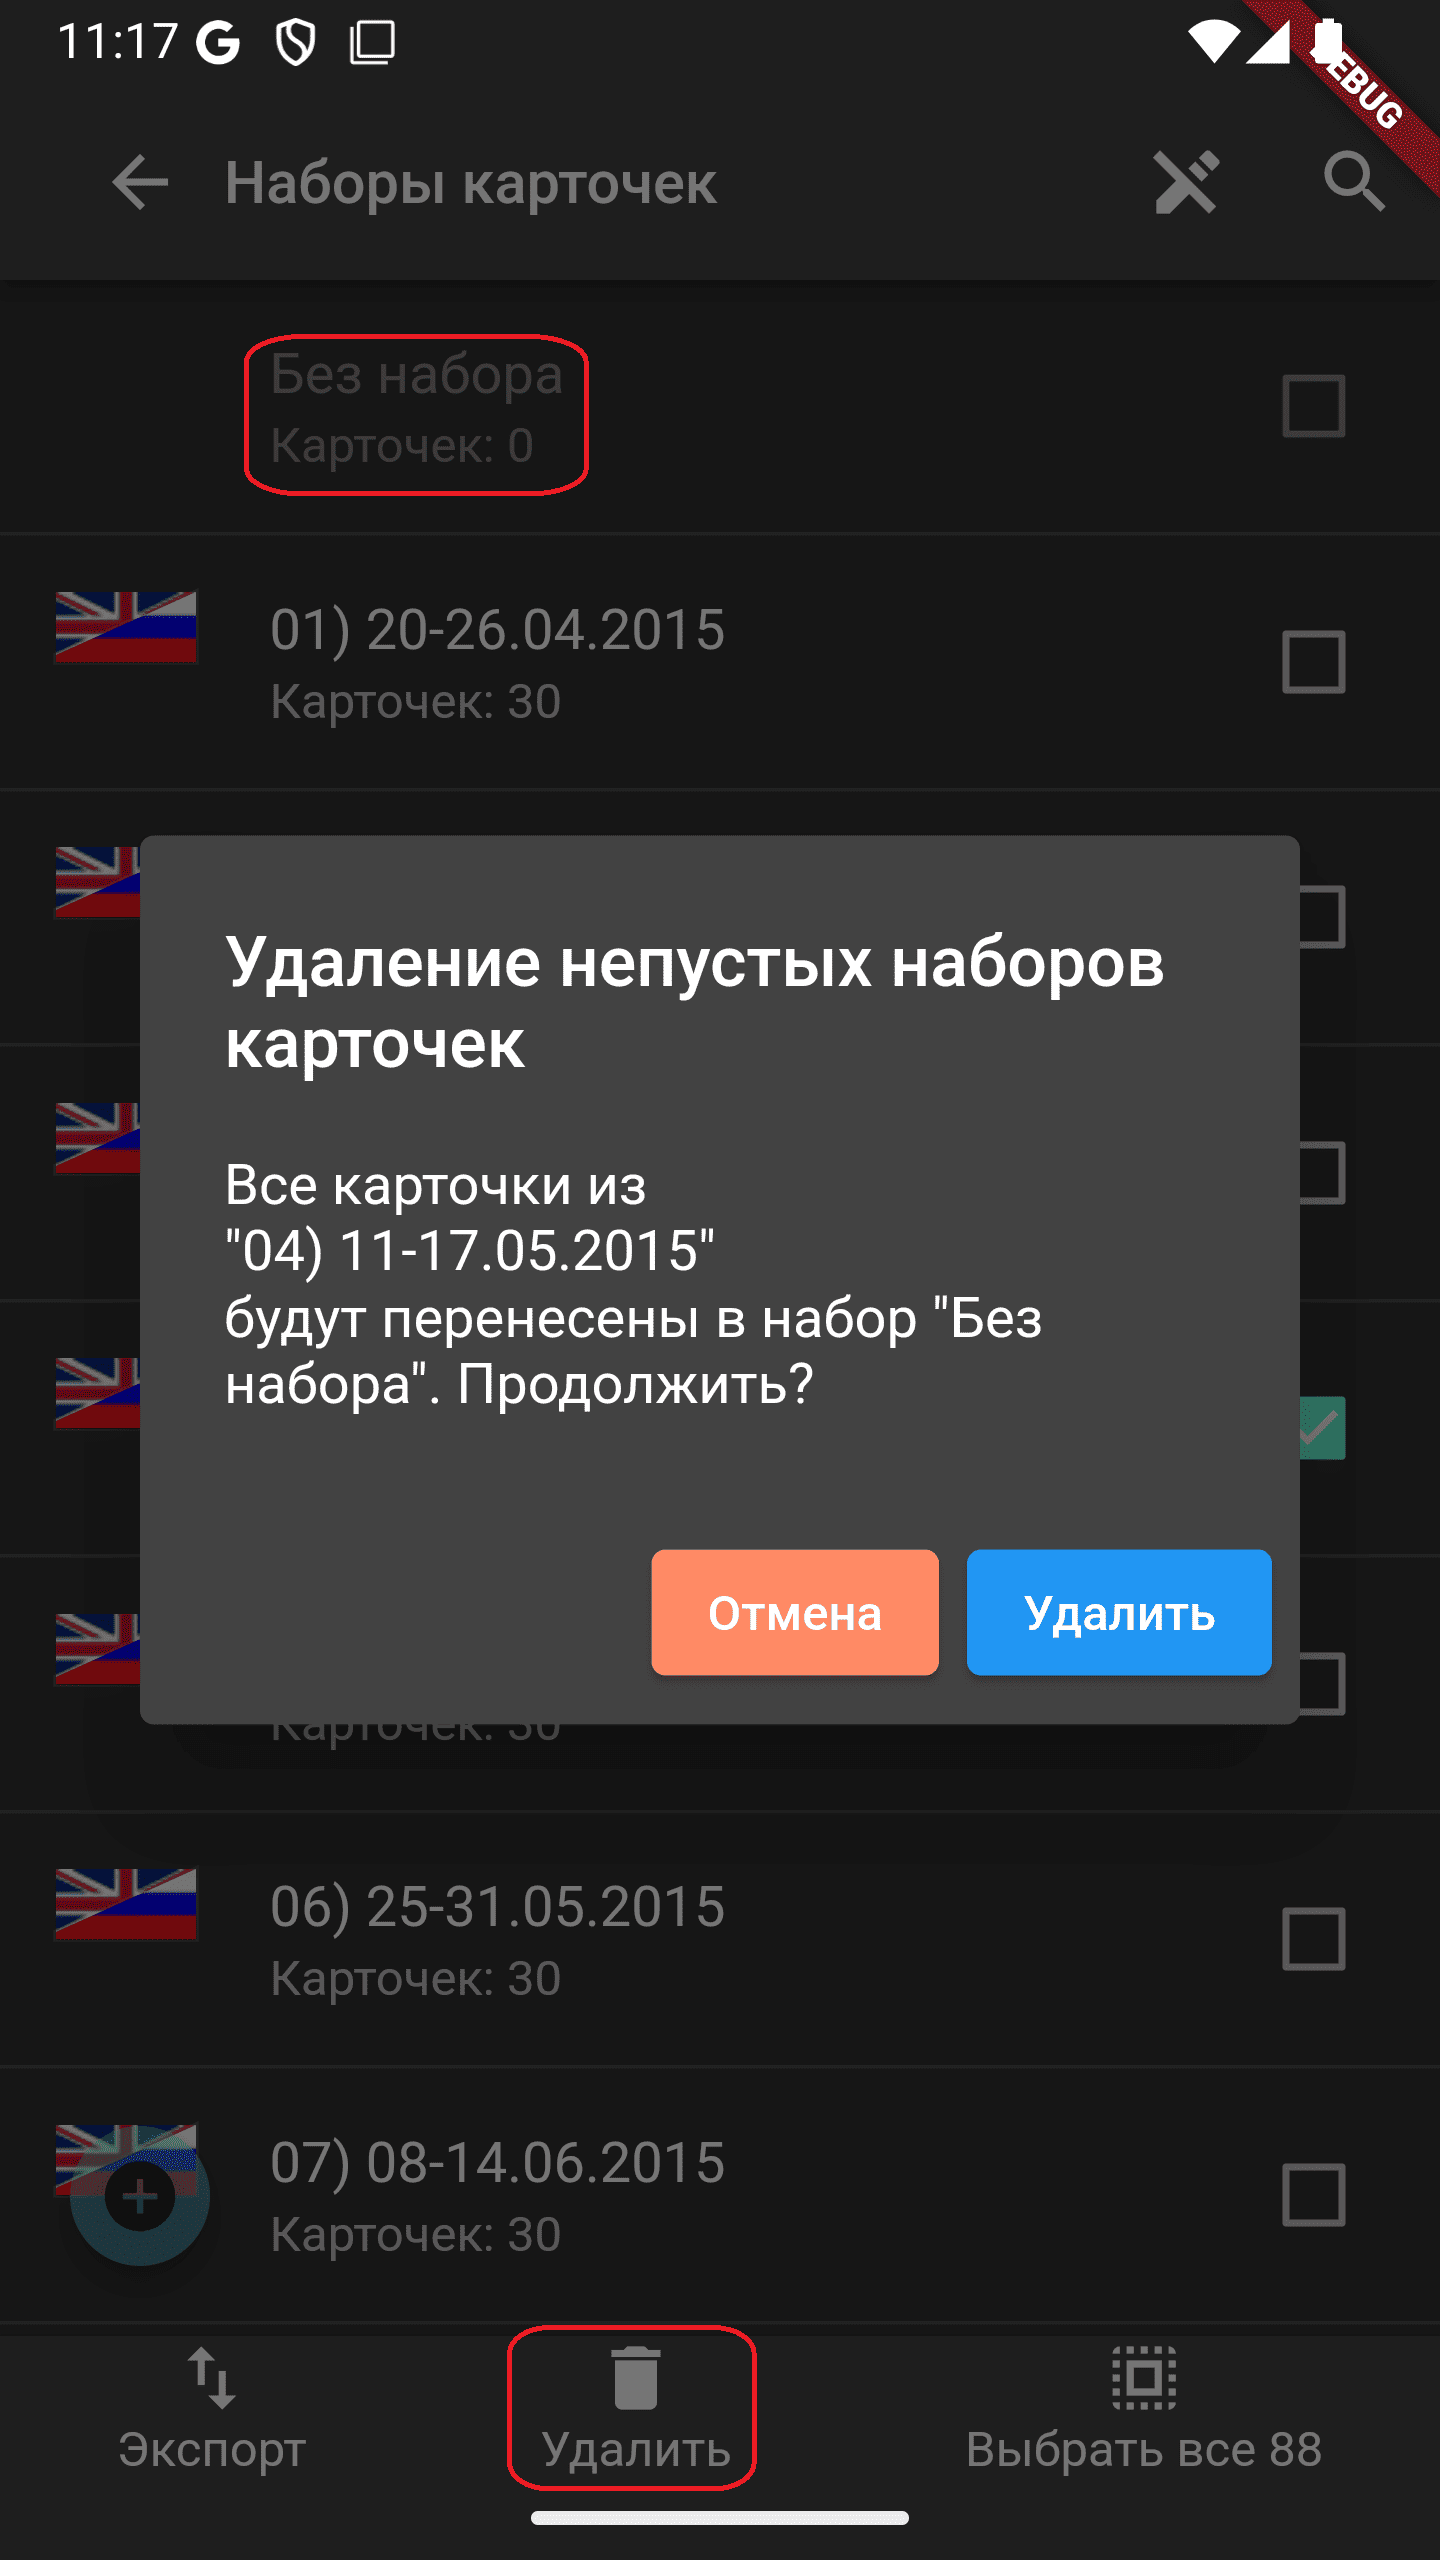 11:17
EBUG
Наборы карточек
Без набора
Карточек: 0
01) 20-26.04.2015
Карточек: 30
Удаление непустых наборов
карточек
Все карточки из
"04) 11-17.05.2015"
будут перенесены в набор "Без
набора". Продолжить?
Отмена
Удалить
Карточек: 30
06) 25-31.05.2015
Карточек: 30
07) 08-14.06.2015
Карточек: 30
Экспорт
Удалить
Выбрать все 88